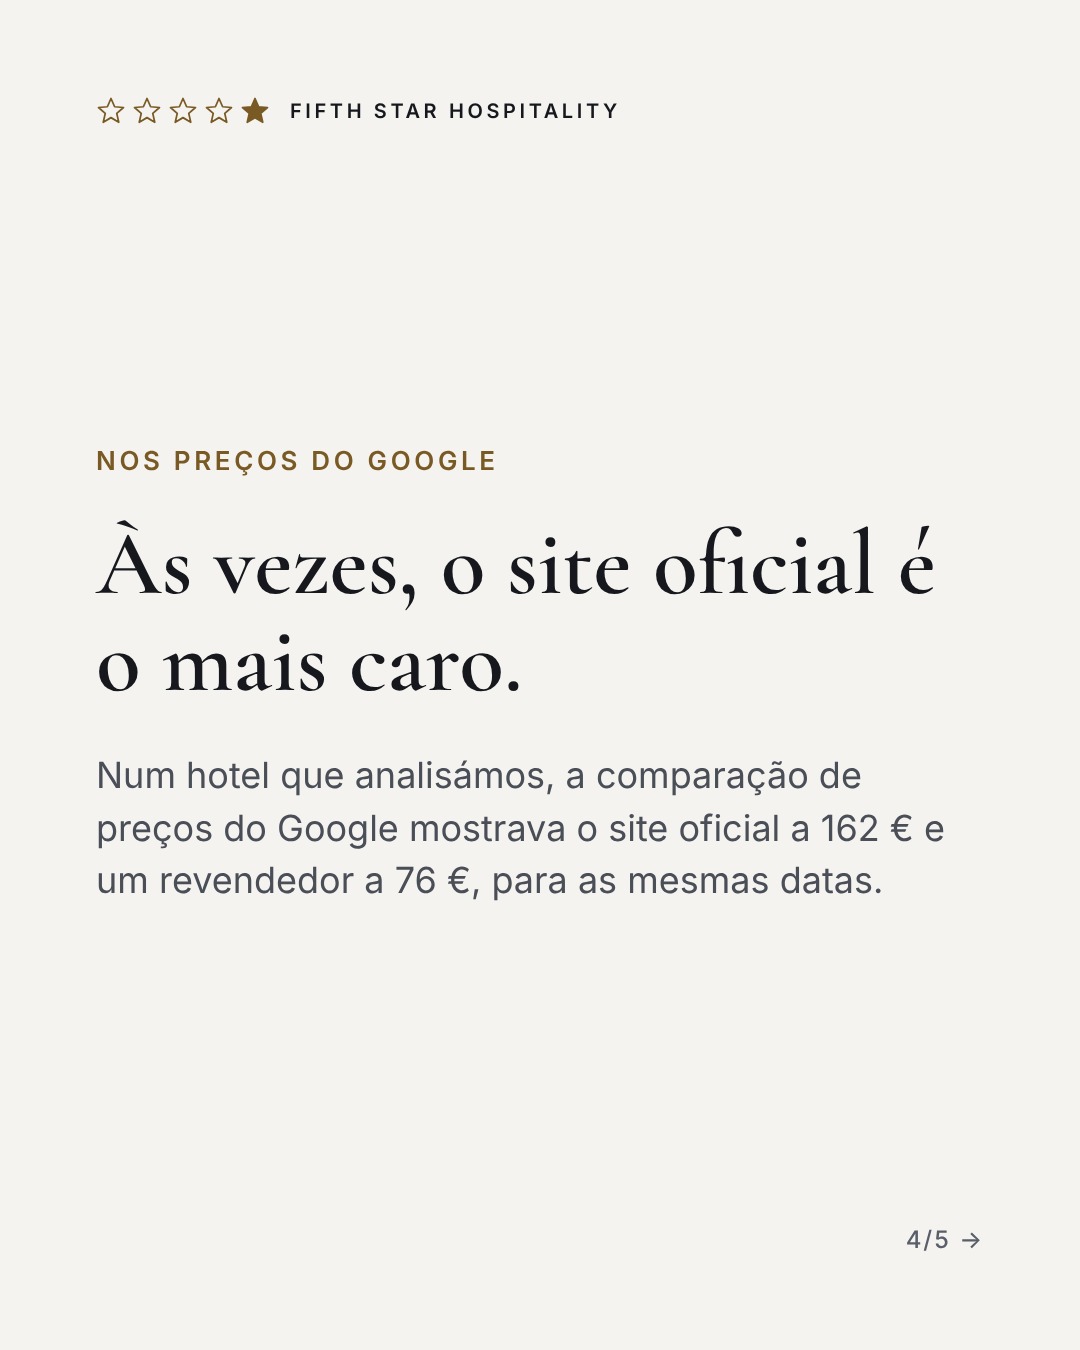 FIFTH STAR HOSPITALITY
NOS PREÇOS DO GOOGLE
Às vezes, o site oficial é
o mais caro.
Num hotel que analisámos, a comparação de
preços do Google mostrava o site oficial a 162 € e
um revendedor a 76 €, para as mesmas datas.
4/5 →